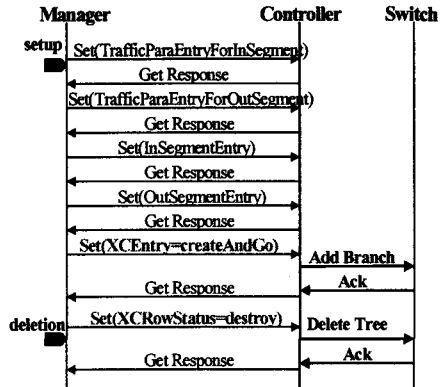 Manager Controller Switch
setup
Set(TrafficParaEntryForInSegment)
Get Response
Set(TrafficParaEntryForOutSegment)
Get Response
Set(InSegmentEntry)
Get Response
Set(OutSegmentEntry)
Get Response
Set(XCEntry=createAndGo)
Add Branch
Get Response Ack
deletion Set(XCRowStatus=destroy) Delete Tree
Get Response Ack